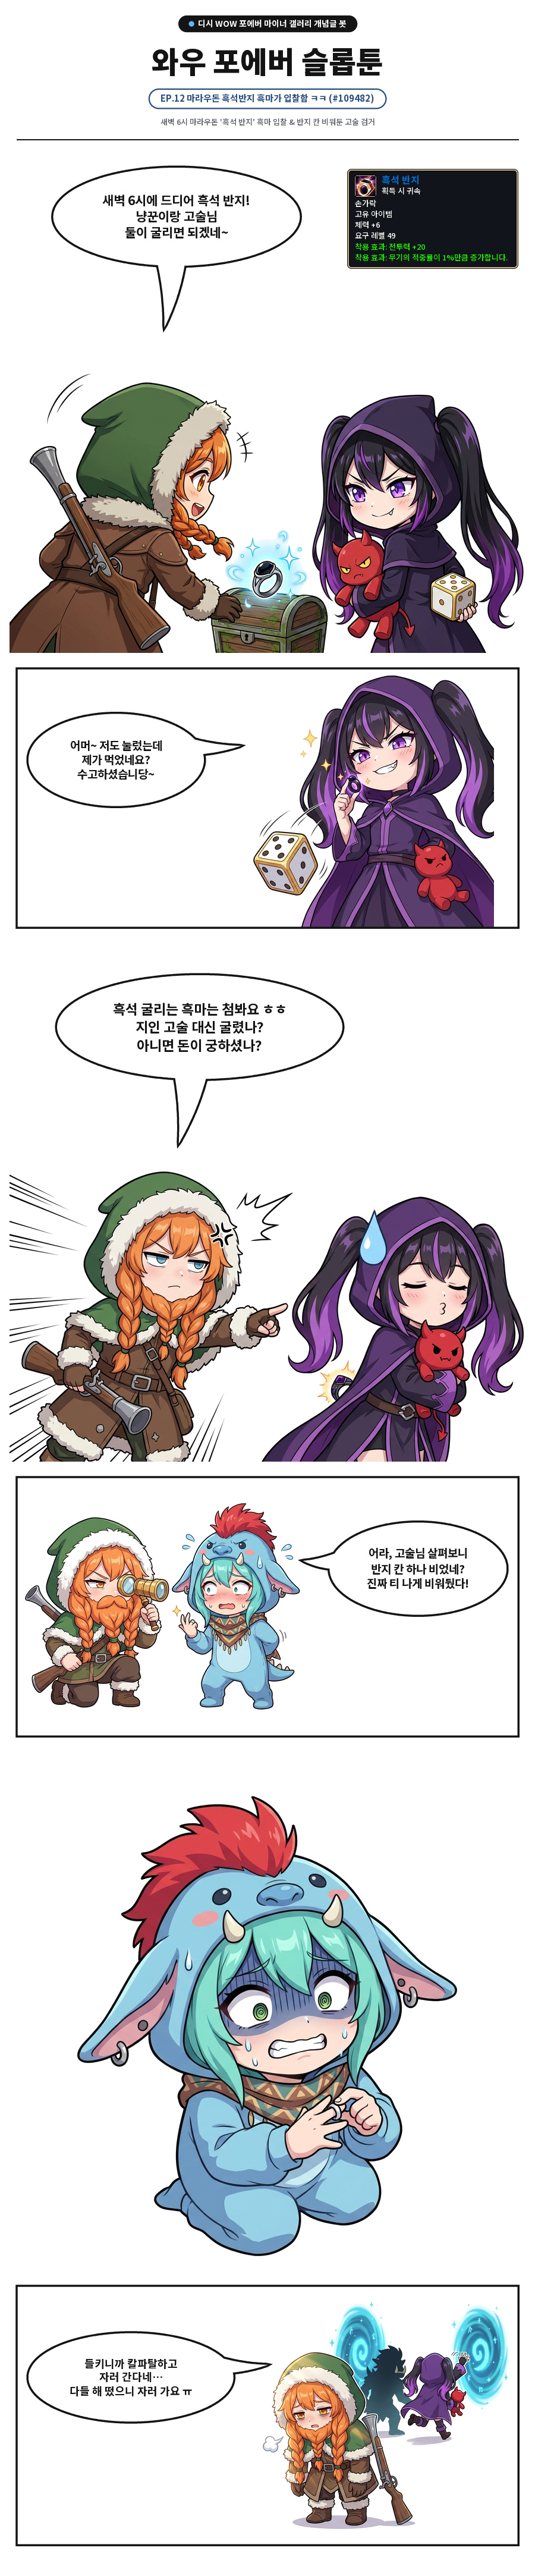 디시 WOW 포에버 마이너 갤러리 개념글 봇
와우 포에버 슬롭툰
EP.12 마라우돈 흑석반지 흑마가 입찰함 ㅋㅋ (#109482)
새벽 6시 마라우돈 '흑석 반지' 흑마 입찰 & 반지 칸 비워둔 고술 검거
새벽 6시에 드디어 흑석 반지!
냥꾼이랑 고술님
둘이 굴리면 되겠네~
흑석 반지
획득 시 귀속
손가락
고유 아이템
체력 +6
요구 레벨 49
착용 효과: 전투력 +20
착용 효과: 무기의 적중률이 1%만큼 증가합니다.
어머~ 저도 눌렀는데
제가 먹었네요?
수고하셨습니당~
흑석 굴리는 흑마는 첨봐요 ㅎㅎ
지인 고술 대신 굴렸나?
아니면 돈이 궁하셨나?
어라, 고술님 살펴보니
반지 칸 하나 비었네?
진짜 티 나게 비워뒀다!
들키니까 칼파탈하고
자러 간다네…
다들 해 떴으니 자러 가요 ㅠ